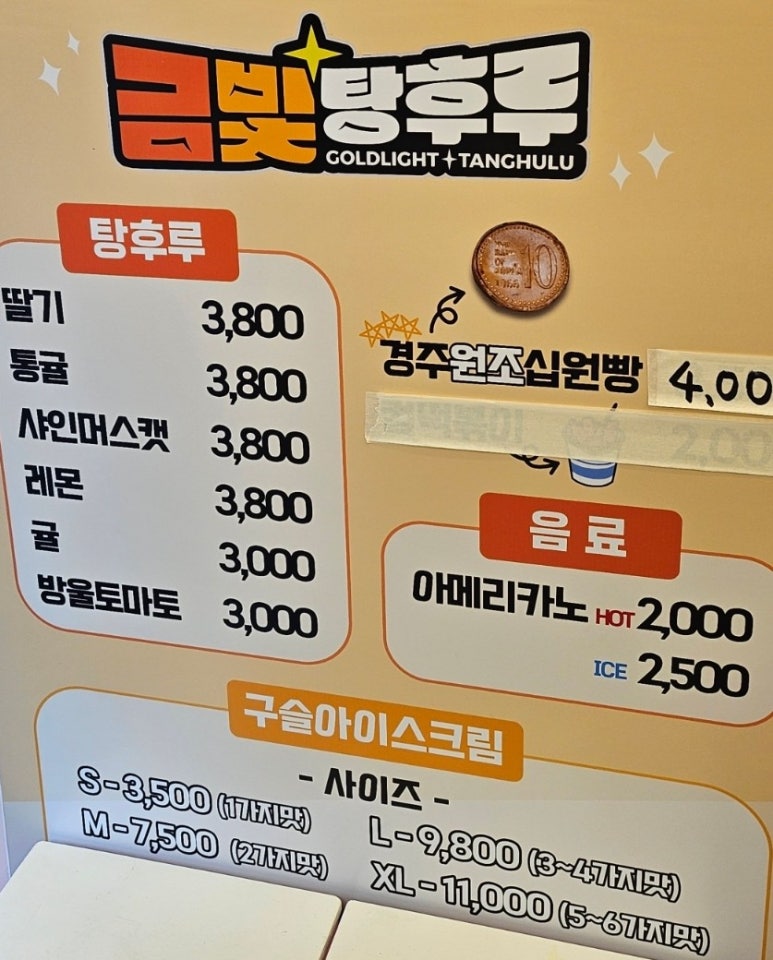 금빛탕후루
GOLDLIGHT TANGHULU
탕후루
딸기 3,800
통귤 3,800
샤인머스캣 3,800
레몬 3,800
귤 3,000
방울토마토 3,000
10
경주원조십원빵 4,00
2,00
음료
아메리카노 HOT 2,000
ICE 2,500
구슬아이스크림
- 사이즈 -
S - 3,500 (1가지맛)
M - 7,500 (2가지맛)
L - 9,800 (3~4가지맛)
XL - 11,000 (5~6가지맛)